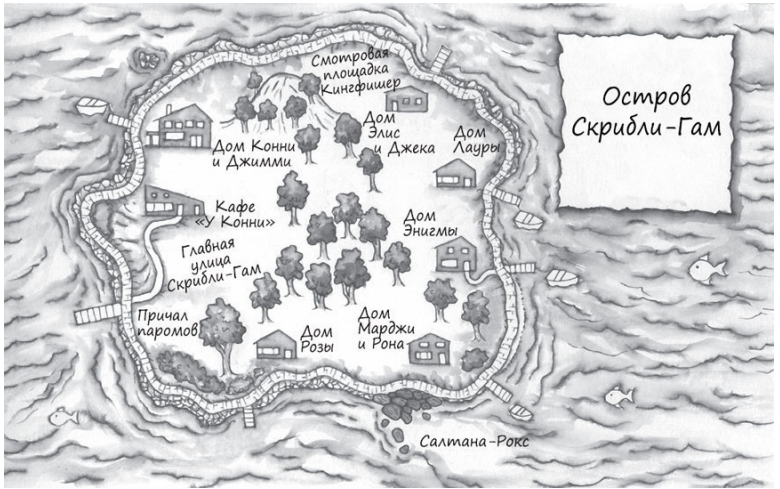 Смотровая
площадка
Кингфишер
Остров
Скрибли-Гам
Дом
Элис
и Джека
Дом
Лауры
Дом Конни
и Джимми
Кафе
«У Конни»
Дом
Энигмы
Главная
улица
Скрибли-Гам
Причал
паромов
Дом
Розы
Дом
Марджи
и Рона
Салтана-Рокс